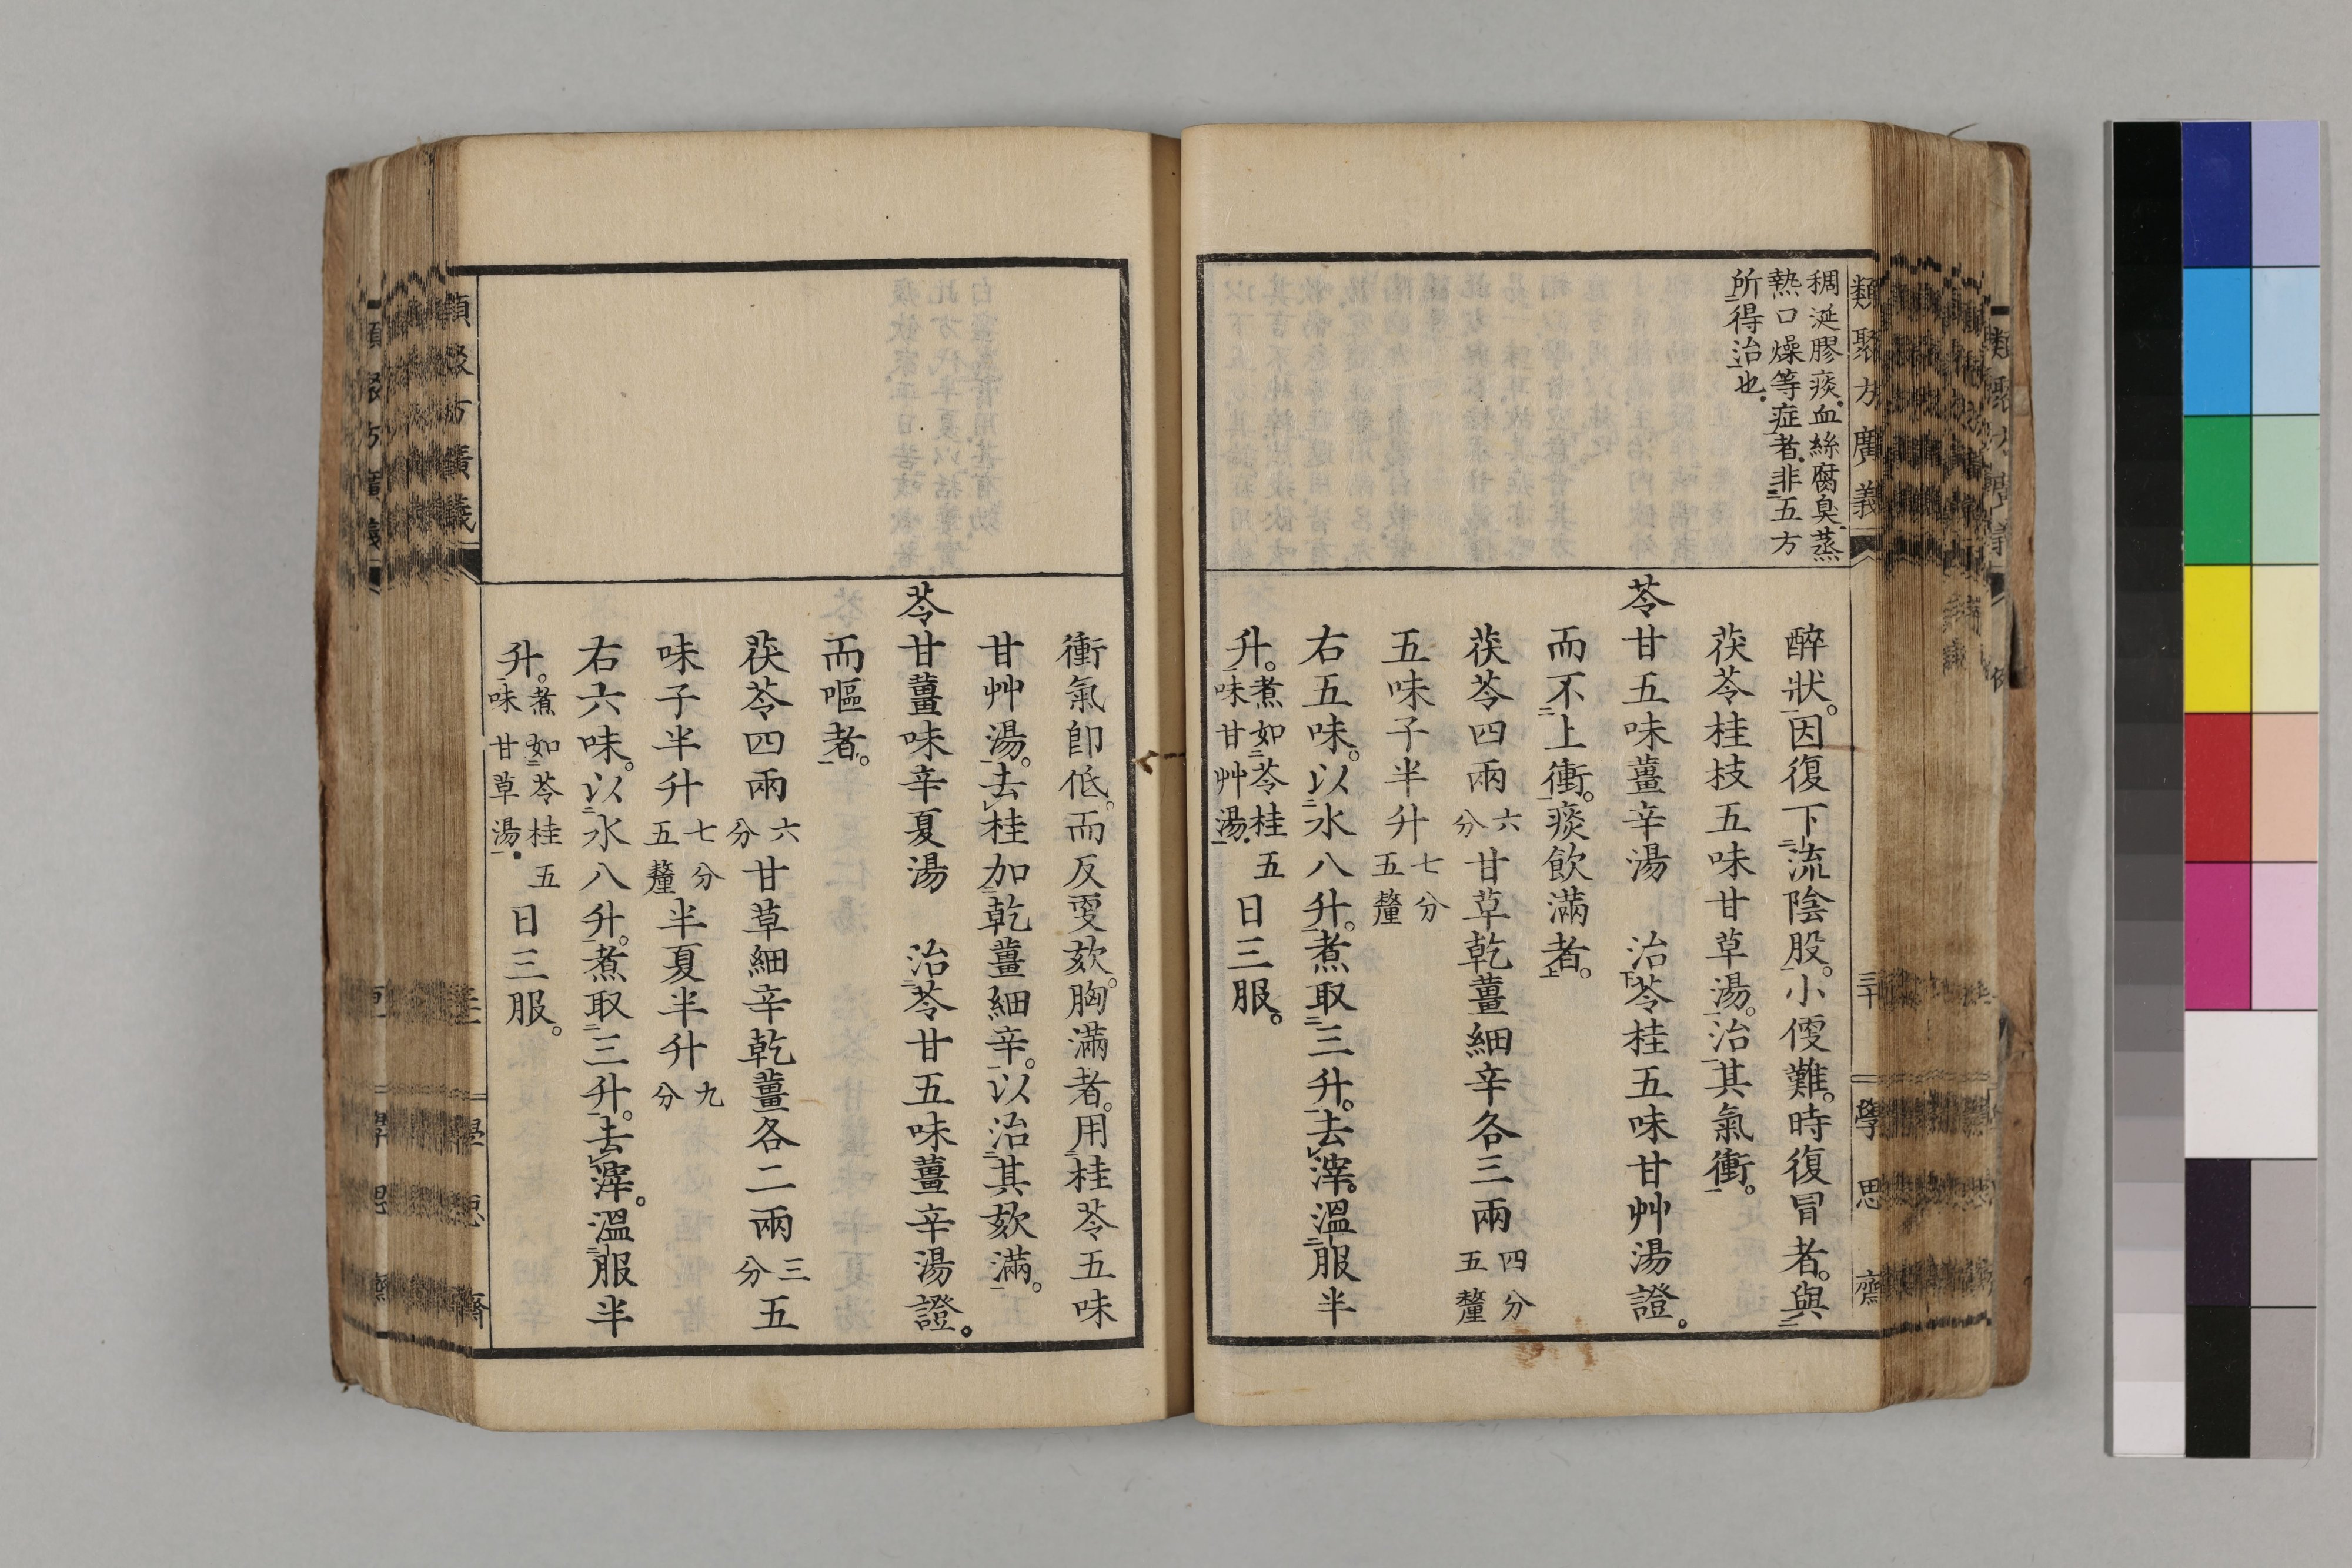 類聚方廣義
三十
學思齋
稠涎膠痰。血絲腐臭。蒸
熱口燥等症者。非五方
所得治也。
醉狀。因復下流陰股。小便難。時復冒者。與
茯苓桂枝五味甘草湯。治其氣衝。
苓甘五味薑辛湯　治苓桂五味甘艸湯證。
而不上衝。痰飲滿者。
茯苓四兩六分甘草乾薑細辛各三兩四分五釐
五味子半升七分五釐
右五味。以水八升。煮取三升。去滓。溫服半
升。煮如苓桂五味甘艸湯。日三服。
衝氣卽低。而反更欬。胸滿者。用桂苓五味
甘艸湯。去桂加乾薑細辛。以治其欬滿。
苓甘薑味辛夏湯　治苓甘五味薑辛湯證。
而嘔者。
茯苓四兩六分甘草細辛乾薑各二兩三分五
味子半升七分五釐半夏半升九分
右六味。以水八升。煮取三升。去滓。溫服半
升。煮如苓桂五味甘草湯。日三服。